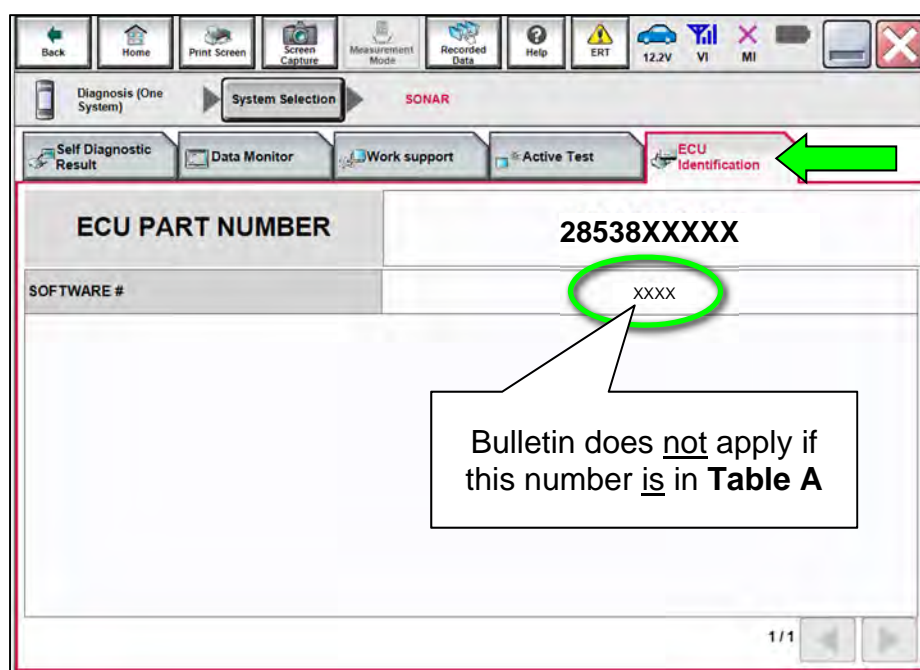 Back
Home
Print Screen
Screen
Capture
Measurement
Mode
Recorded
Data
Help
ERT
12.2V
VI
MI
Diagnosis (One
System)
System Selection
SONAR
Self Diagnostic
Result
Data Monitor
Work support
Active Test
ECU
Identification
ECU PART NUMBER
28538XXXXX
SOFTWARE #
XXXX
Bulletin does not apply if
this number is in Table A
1/1